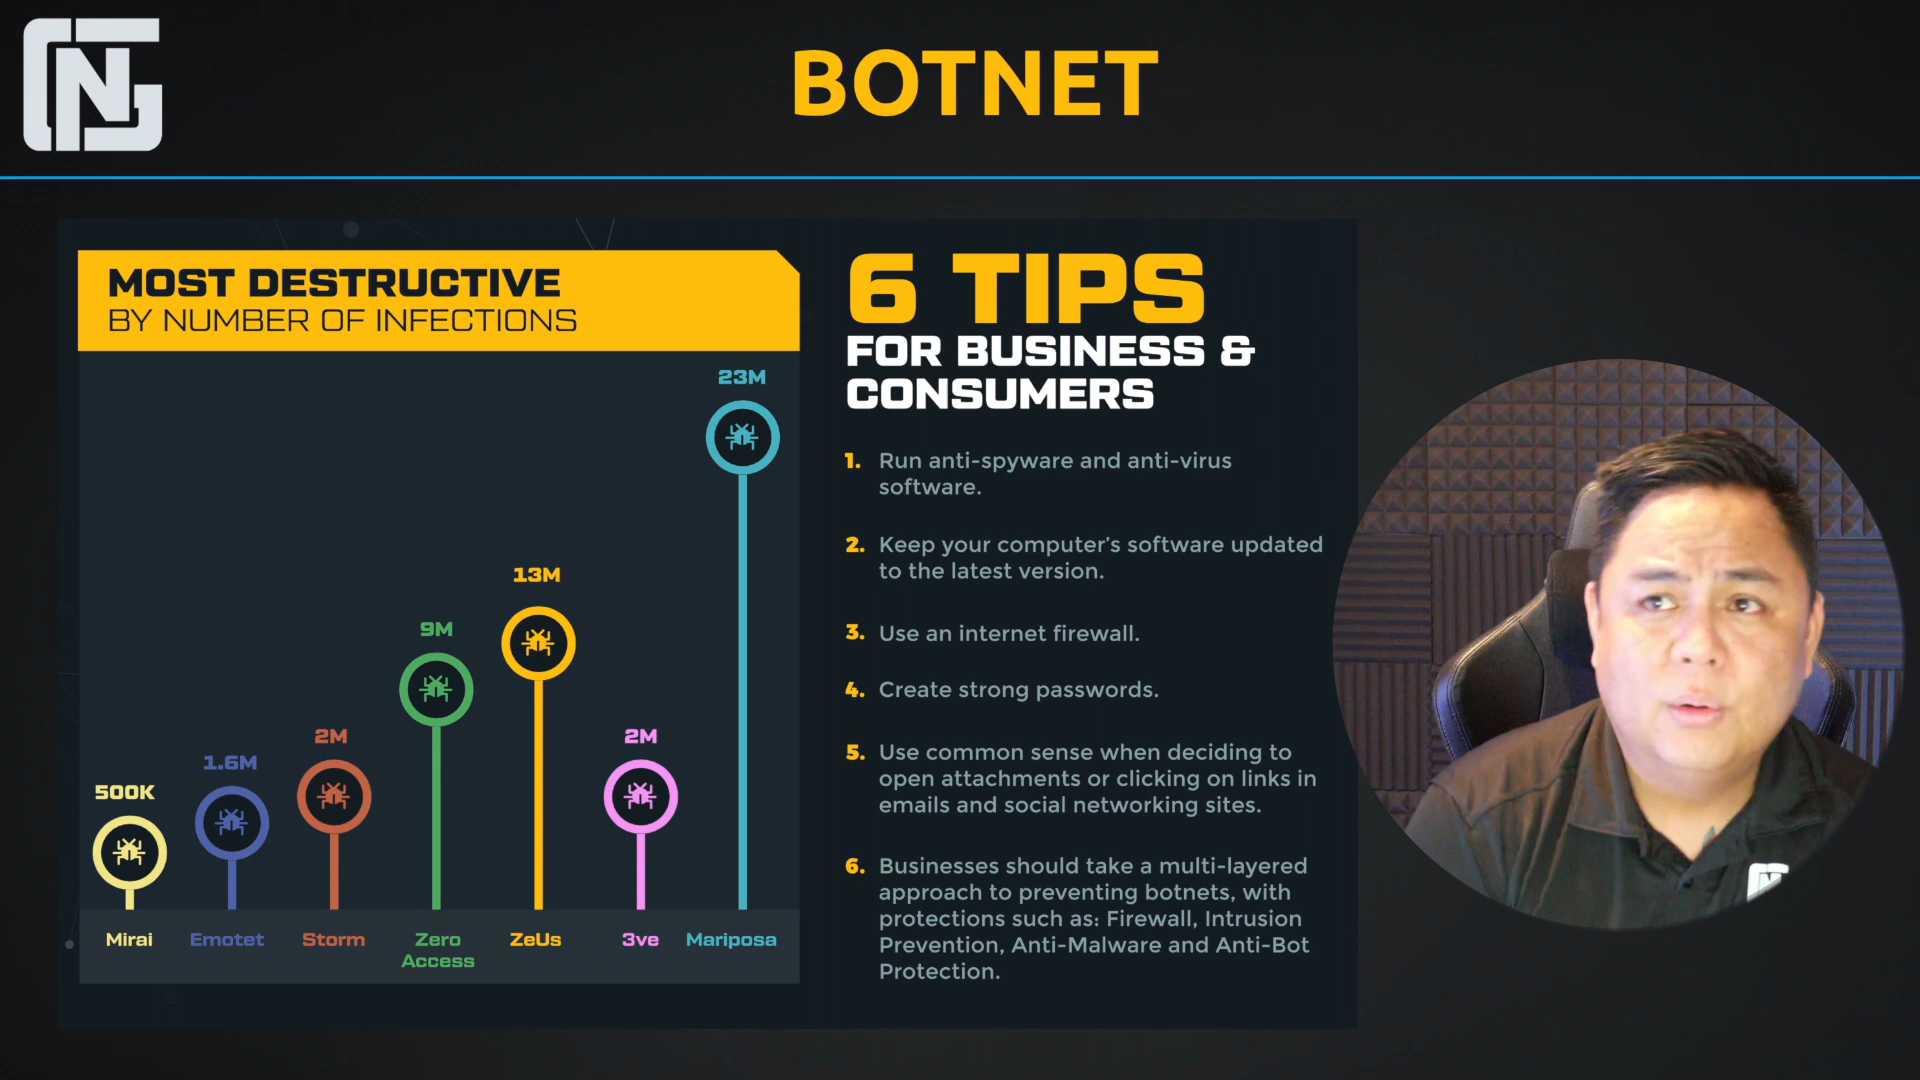 BOTNET
MOST DESTRUCTIVE
BY NUMBER OF INFECTIONS
500K
1.6M
2M
9M
13M
2M
23M
Mirai
Emotet
Storm
Zero
Access
ZeUs
3ve
Mariposa
6 TIPS
FOR BUSINESS &
CONSUMERS
1. Run anti-spyware and anti-virus
software.
2. Keep your computer’s software updated
to the latest version.
3. Use an internet firewall.
4. Create strong passwords.
5. Use common sense when deciding to
open attachments or clicking on links in
emails and social networking sites.
6. Businesses should take a multi-layered
approach to preventing botnets, with
protections such as: Firewall, Intrusion
Prevention, Anti-Malware and Anti-Bot
Protection.